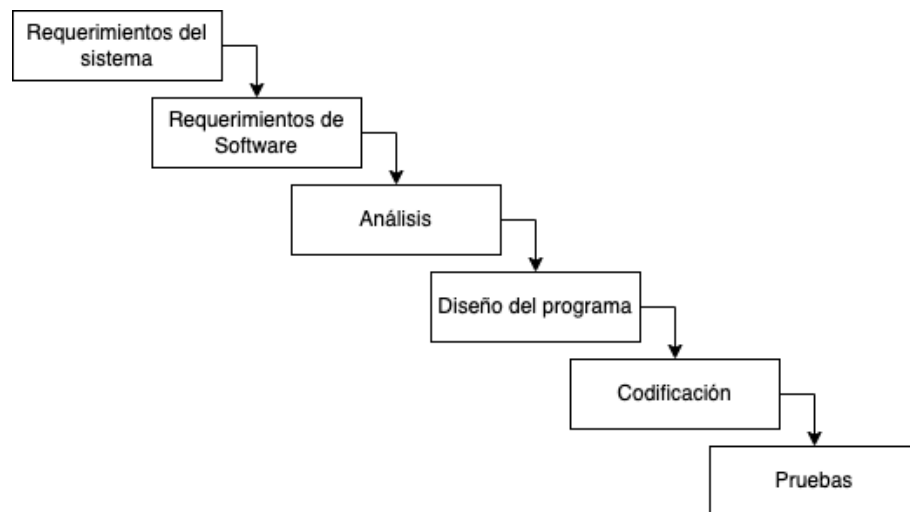 Requerimientos del
sistema
Requerimientos de
Software
Análisis
Diseño del programa
Codificación
Pruebas